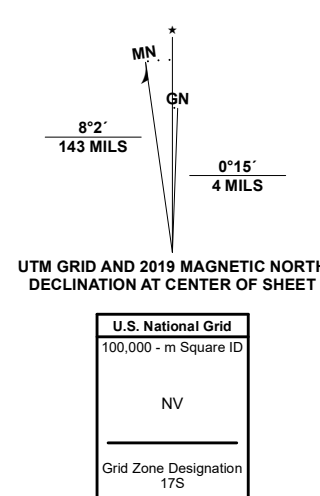 ★
MN
GN
8°2´
143 MILS
0°15´
4 MILS
UTM GRID AND 2019 MAGNETIC NORTH
DECLINATION AT CENTER OF SHEET
U.S. National Grid
100,000 - m Square ID
NV
Grid Zone Designation
17S